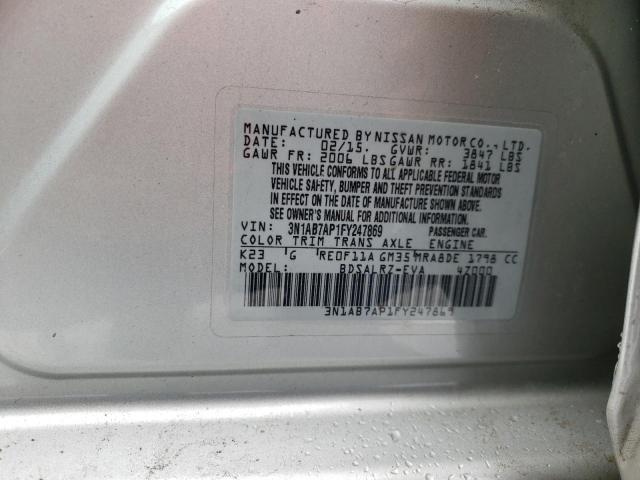 MANUFACTURED BY NISSAN MOTOR CO., LTD.
DATE: 02/15. GVWR: 3847 LBS
GAWR FR: 2006 LBS GAWR RR: 1841 LBS
THIS VEHICLE CONFORMS TO ALL APPLICABLE FEDERAL MOTOR
VEHICLE SAFETY, BUMPER AND THEFT PREVENTION STANDARDS
IN EFFECT ON THE DATE OF MANUFACTURE SHOWN ABOVE.
SEE OWNER'S MANUAL FOR ADDITIONAL INFORMATION.
VIN: 3N1AB7AP1FY247869 PASSENGER CAR.
COLOR TRIM TRANS AXLE ENGINE
K23 G RE0F11A GM35 MRA8DE 1798 CC
MODEL: BDSALRZ-EVA 47000
3N1AB7AP1FY247869